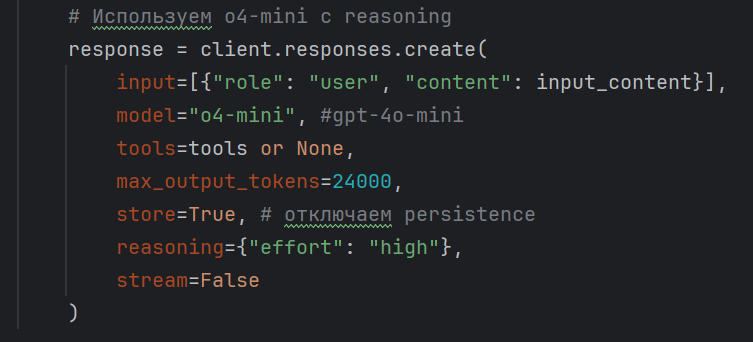 # Используем o4-mini с reasoning
response = client.responses.create(
input=[{"role": "user", "content": input_content}],
model="o4-mini", #gpt-4o-mini
tools=tools or None,
max_output_tokens=24000,
store=True, # отключаем persistence
reasoning={"effort": "high"},
stream=False
)